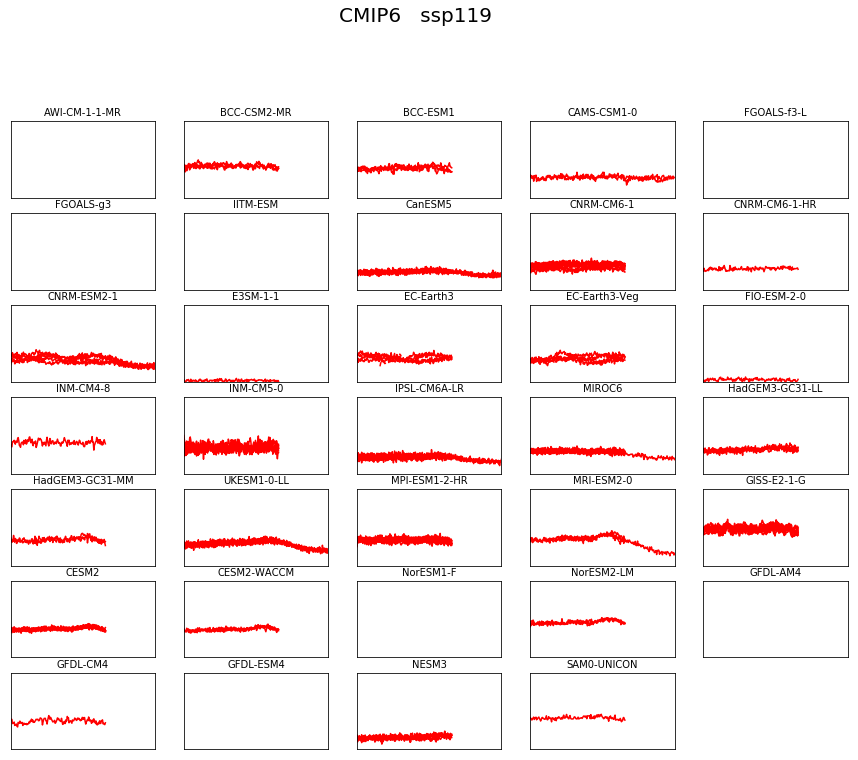 CMIP6 ssp119
AWI-CM-1-1-MR BCC-CSM2-MR BCC-ESM1 CAMS-CSM1-0 FGOALS-f3-L
FGOALS-g3 IITM-ESM CanESM5 CNRM-CM6-1 CNRM-CM6-1-HR
CNRM-ESM2-1 E3SM-1-1 EC-Earth3 EC-Earth3-Veg FIO-ESM-2-0
INM-CM4-8 INM-CM5-0 IPSL-CM6A-LR MIROC6 HadGEM3-GC31-LL
HadGEM3-GC31-MM UKESM1-0-LL MPI-ESM1-2-HR MRI-ESM2-0 GISS-E2-1-G
CESM2 CESM2-WACCM NorESM1-F NorESM2-LM GFDL-AM4
GFDL-CM4 GFDL-ESM4 NESM3 SAM0-UNICON